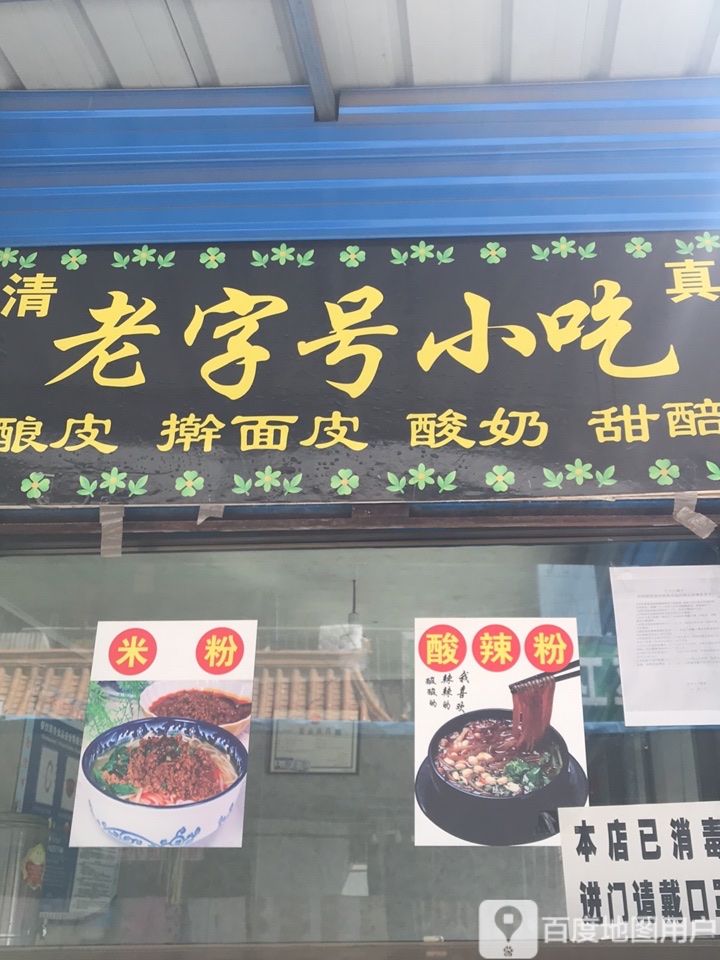 清
真
老字号小吃
酿皮 擀面皮 酸奶 甜醅
米粉
酸辣粉
我喜欢
辣辣的
酸酸的
本店已消毒
进门请戴口罩
百度地图用户